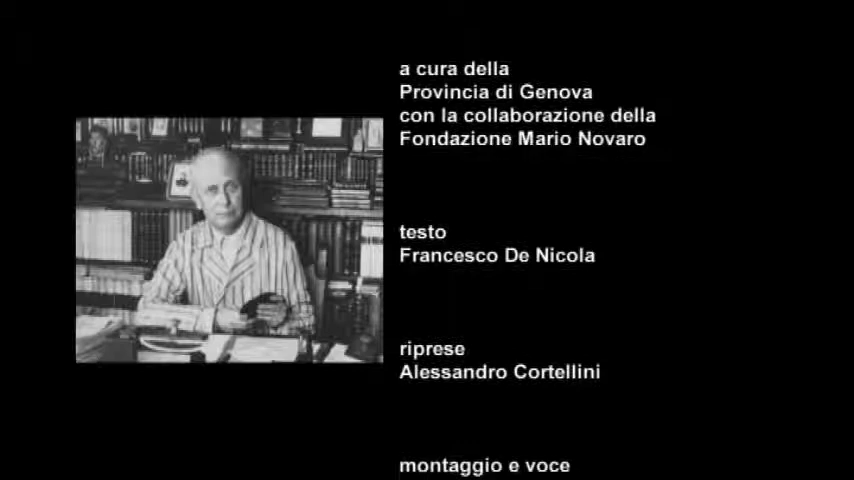 a cura della
Provincia di Genova
con la collaborazione della
Fondazione Mario Novaro
testo
Francesco De Nicola
riprese
Alessandro Cortellini
montaggio e voce